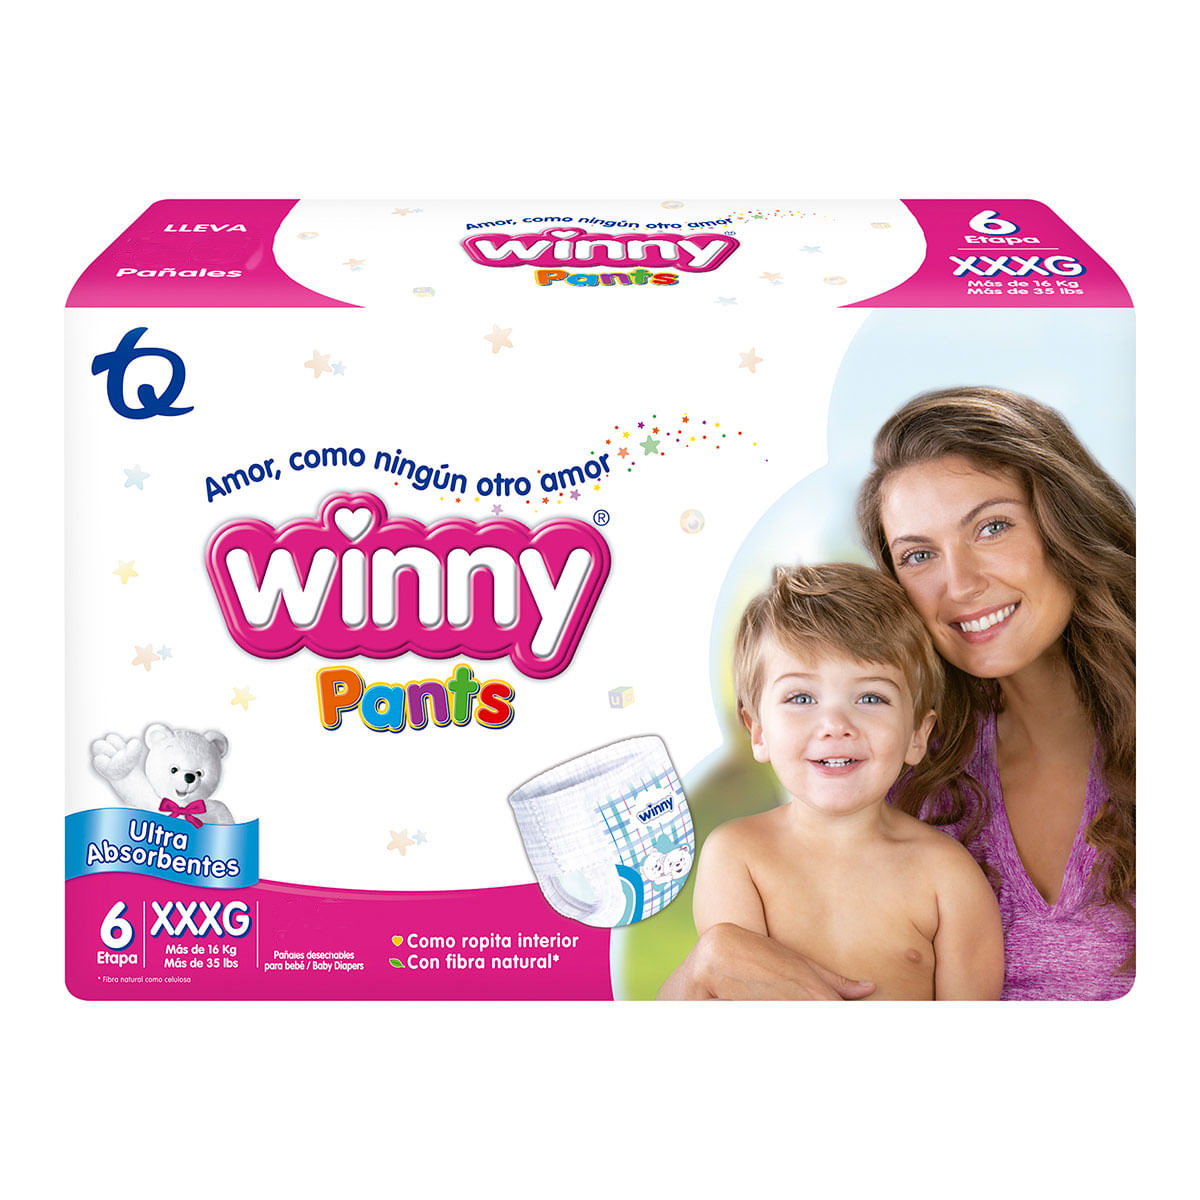 LLEVA
Pañales
Amor, como ningún otro amor
winny®
Pants
6
Etapa
XXXG
Más de 16 Kg
Más de 35 lbs
TQ
Amor, como ningún otro amor
winny®
Pants
winny
Ultra
Absorbentes
6
Etapa
XXXG
Más de 16 Kg
Más de 35 lbs
* Fibra natural como celulosa
Pañales desechables
para bebé / Baby Diapers
Como ropita interior
Con fibra natural*